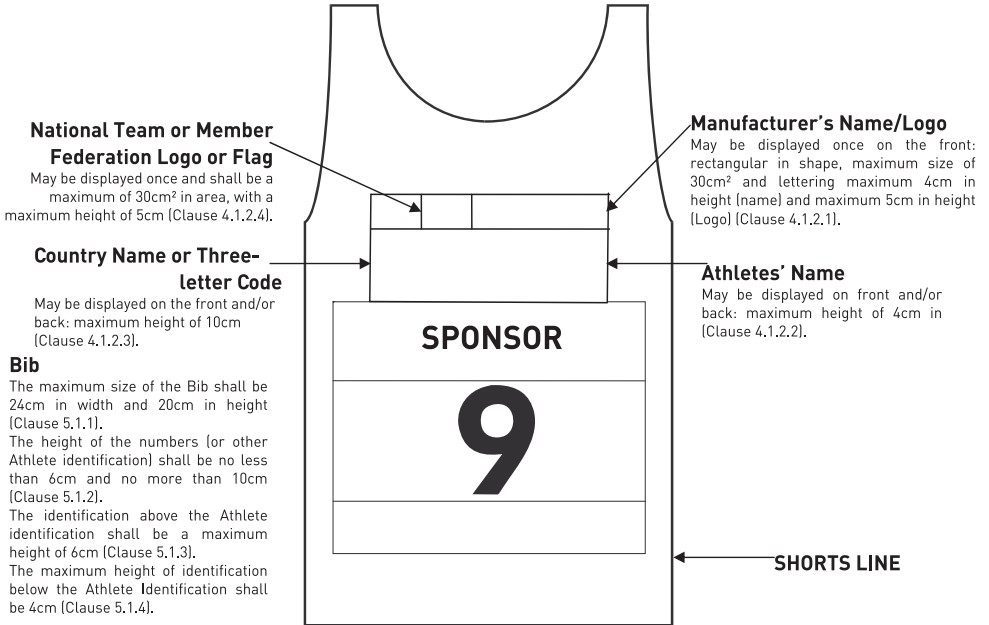 National Team or Member
Federation Logo or Flag
May be displayed once and shall be a
maximum of 30cm² in area, with a
maximum height of 5cm (Clause 4.1.2.4).
Country Name or Three-
letter Code
May be displayed on the front and/or
back: maximum height of 10cm
(Clause 4.1.2.3).
Bib
The maximum size of the Bib shall be
24cm in width and 20cm in height
(Clause 5.1.1).
The height of the numbers (or other
Athlete identification) shall be no less
than 6cm and no more than 10cm
(Clause 5.1.2).
The identification above the Athlete
identification shall be a maximum
height of 6cm (Clause 5.1.3).
The maximum height of identification
below the Athlete Identification shall
be 4cm (Clause 5.1.4).
SPONSOR
9
Manufacturer's Name/Logo
May be displayed once on the front:
rectangular in shape, maximum size of
30cm² and lettering maximum 4cm in
height (name) and maximum 5cm in height
(Logo) (Clause 4.1.2.1).
Athletes' Name
May be displayed on front and/or
back: maximum height of 4cm in
(Clause 4.1.2.2).
SHORTS LINE